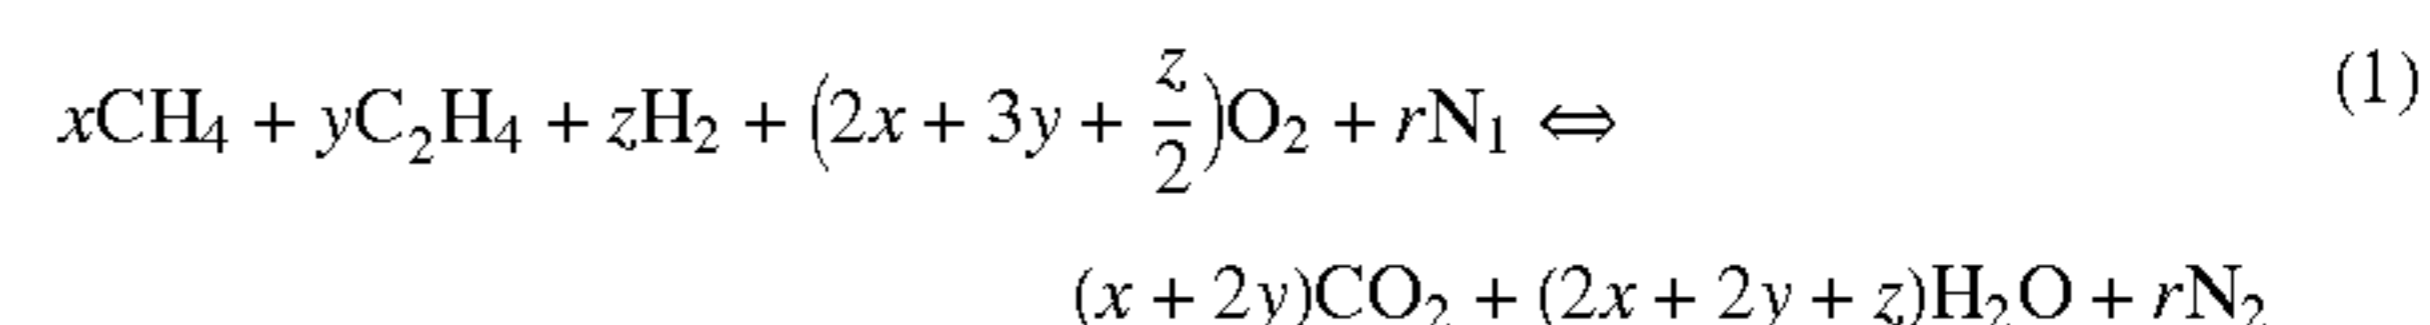 xCH₄ + yC₂H₄ + zH₂ + (2x + 3y + z/2)O₂ + rN₁ ⇔ (1)
(x + 2y)CO₂ + (2x + 2y + z)H₂O + rN₂